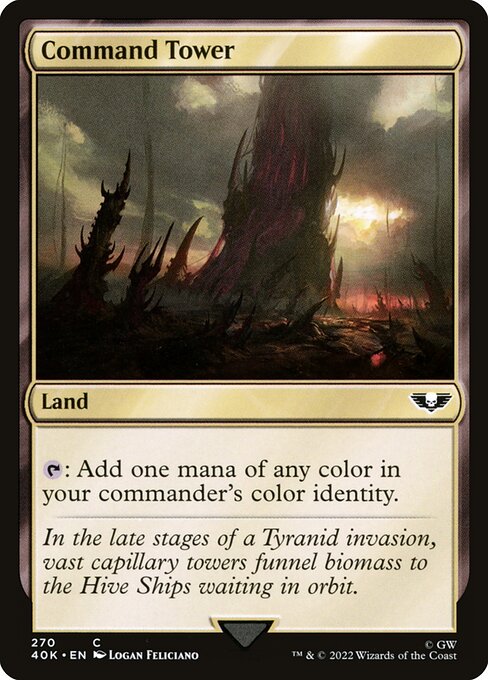 Command Tower
Land
: Add one mana of any color in
your commander's color identity.
In the late stages of a Tyranid invasion,
vast capillary towers funnel biomass to
the Hive Ships waiting in orbit.
270 C
40K • EN Logan Feliciano
© GW
™ & © 2022 Wizards of the Coast